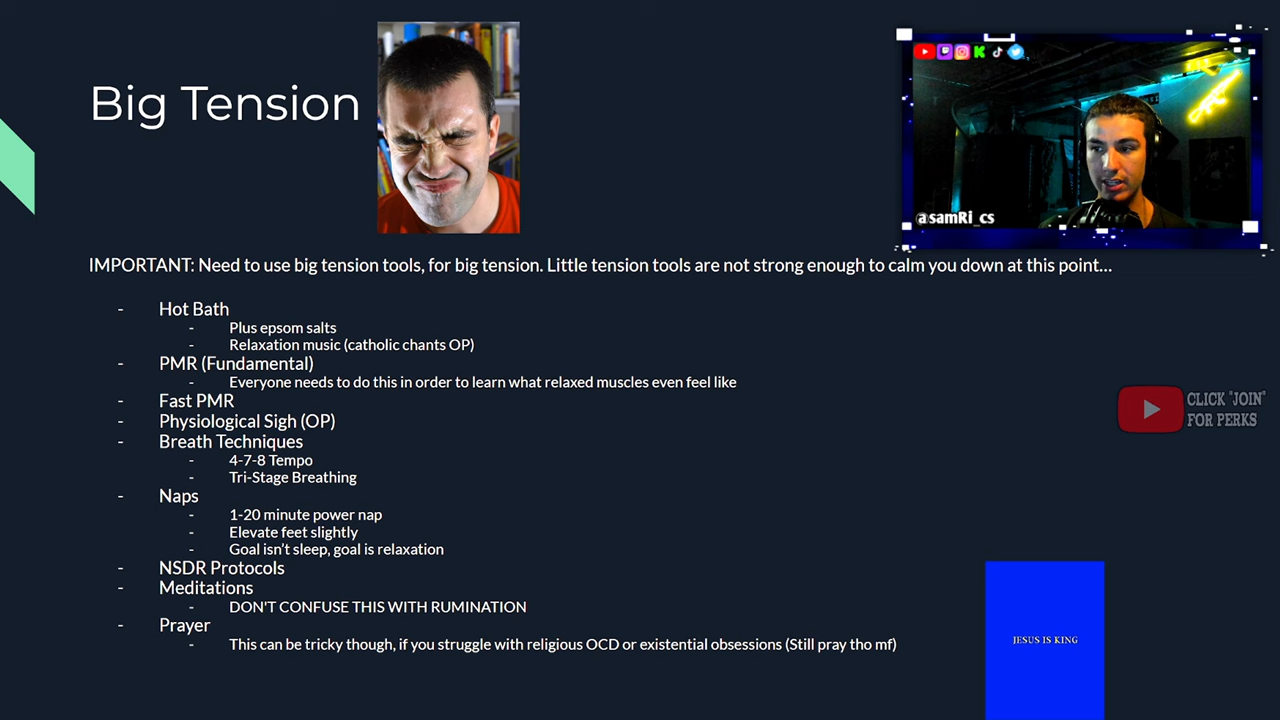 Big Tension
@samRi_cs
IMPORTANT: Need to use big tension tools, for big tension. Little tension tools are not strong enough to calm you down at this point...
- Hot Bath
- Plus epsom salts
- Relaxation music (catholic chants OP)
- PMR (Fundamental)
- Everyone needs to do this in order to learn what relaxed muscles even feel like
- Fast PMR
- Physiological Sigh (OP)
- Breath Techniques
- 4-7-8 Tempo
- Tri-Stage Breathing
- Naps
- 1-20 minute power nap
- Elevate feet slightly
- Goal isn't sleep, goal is relaxation
- NSDR Protocols
- Meditations
- DON'T CONFUSE THIS WITH RUMINATION
- Prayer
- This can be tricky though, if you struggle with religious OCD or existential obsessions (Still pray tho mf)
CLICK "JOIN"
FOR PERKS
JESUS IS KING